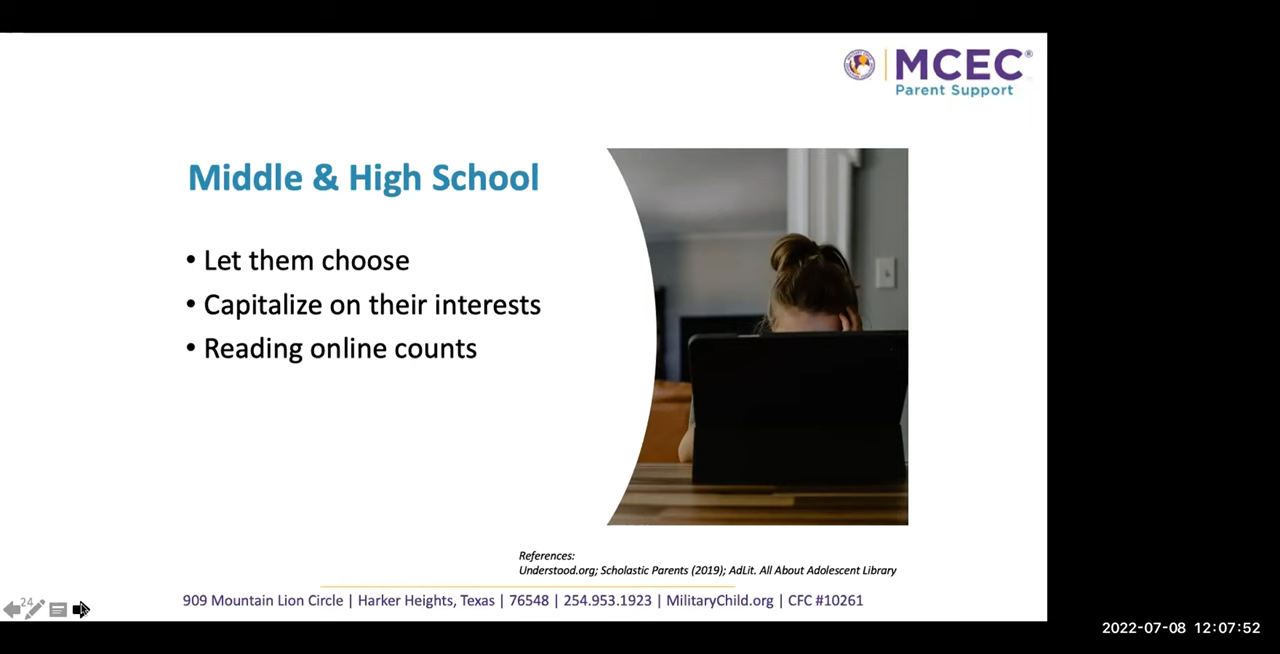 MCEC®
Parent Support
Middle & High School
• Let them choose
• Capitalize on their interests
• Reading online counts
References:
Understood.org; Scholastic Parents (2019); AdLit. All About Adolescent Library
909 Mountain Lion Circle | Harker Heights, Texas | 76548 | 254.953.1923 | MilitaryChild.org | CFC #10261
24
2022-07-08 12:07:52